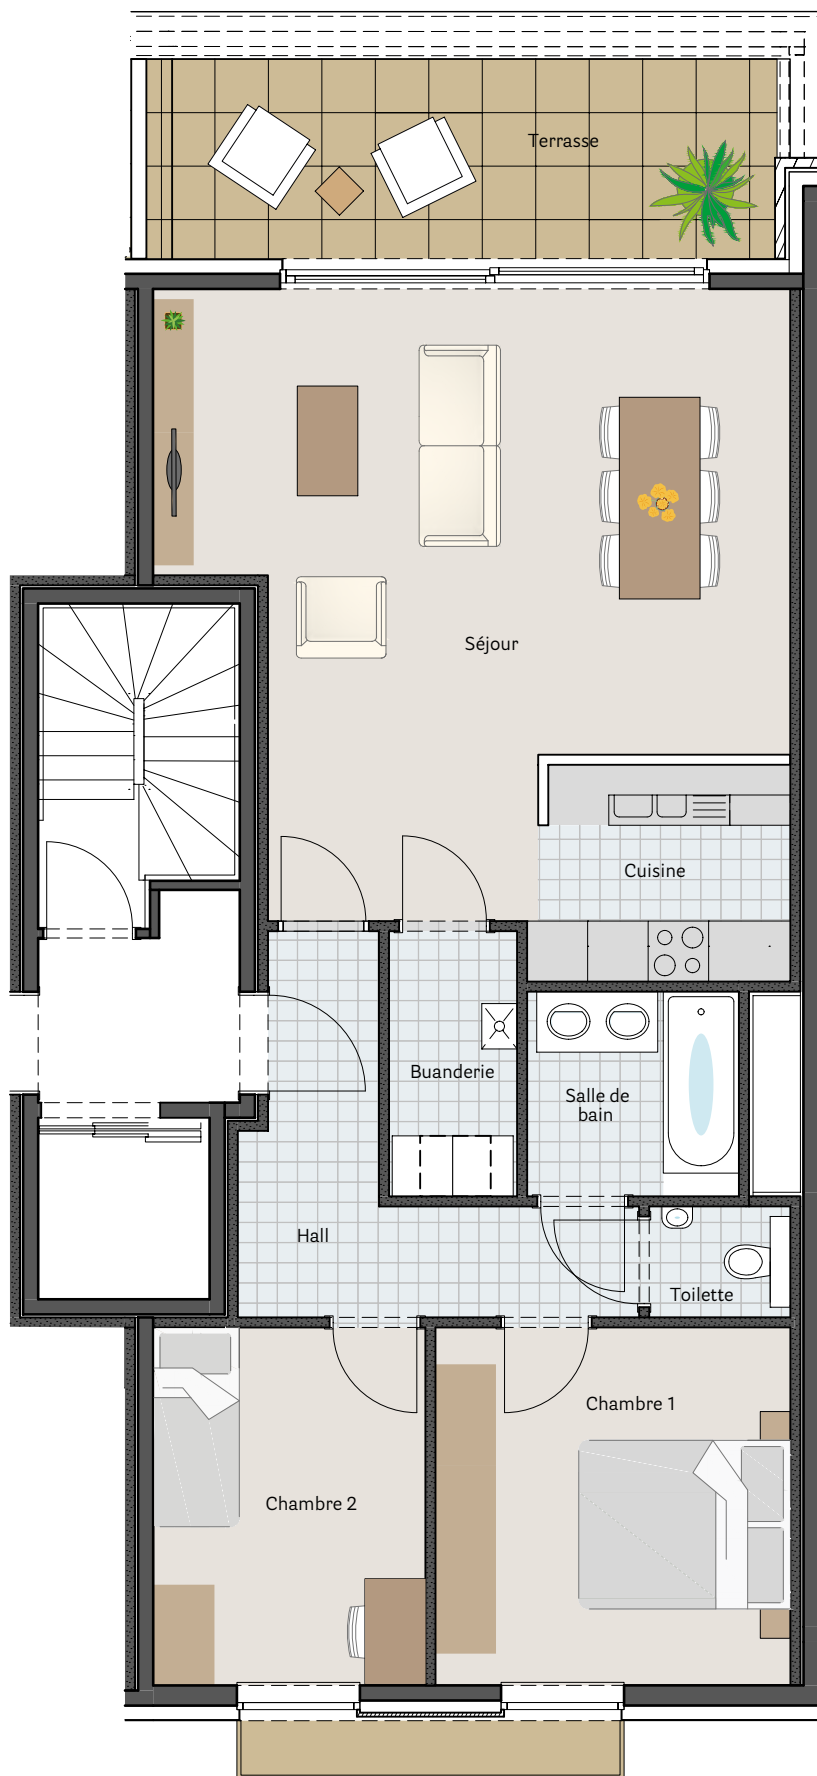 Terrasse
Séjour
Cuisine
Buanderie
Salle de
bain
Hall
Toilette
Chambre 1
Chambre 2